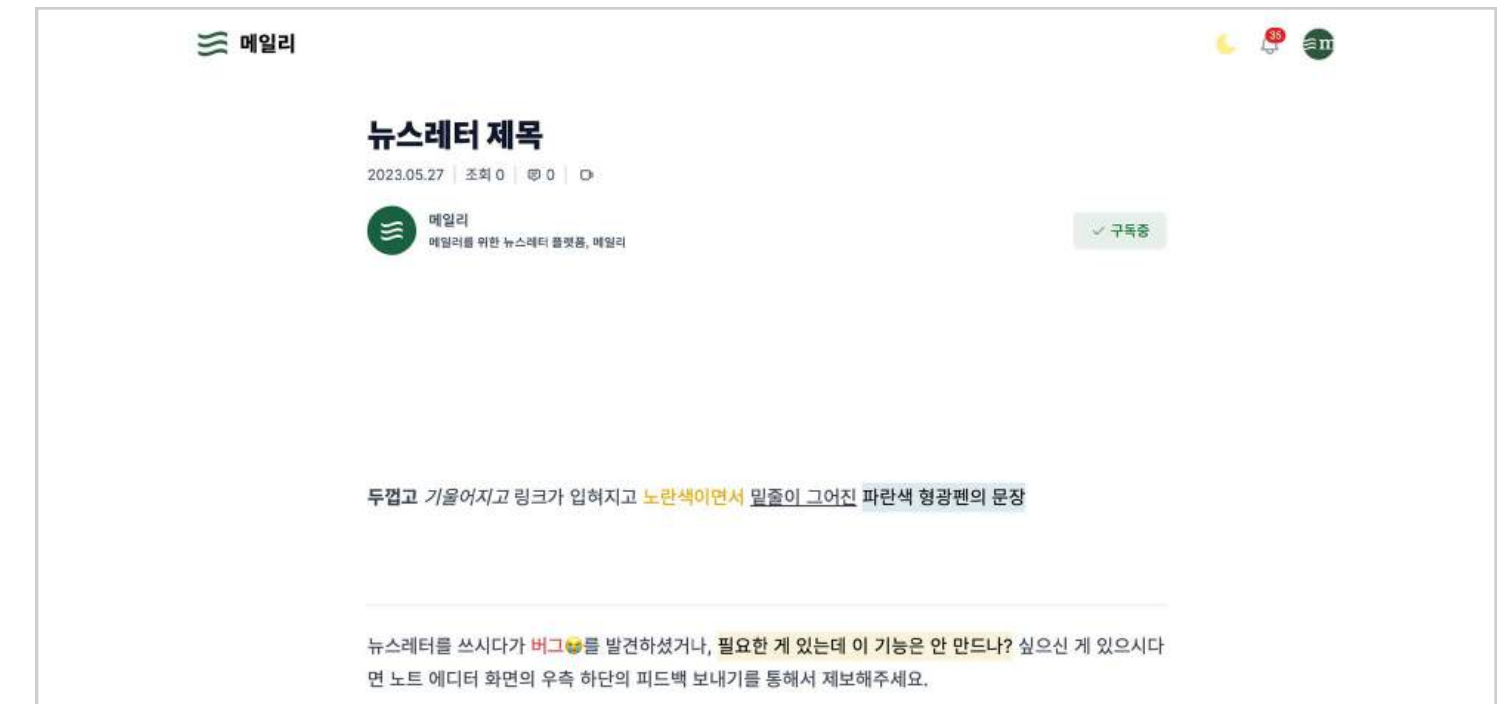 메일리
35
m
뉴스레터 제목
2023.05.27 조회 0 0
메일리
메일러를 위한 뉴스레터 플랫폼, 메일리
구독중
두껍고 기울어지고 링크가 입혀지고 노란색이면서 밑줄이 그어진 파란색 형광펜의 문장
뉴스레터를 쓰시다가 버그😭를 발견하셨거나, 필요한 게 있는데 이 기능은 안 만드나? 싶으신 게 있으시다
면 노트 에디터 화면의 우측 하단의 피드백 보내기를 통해서 제보해주세요.